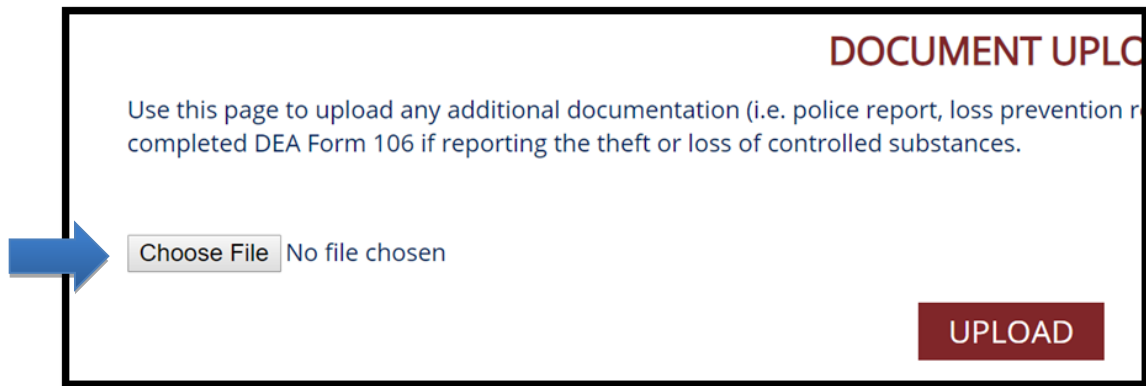 DOCUMENT UPLO
Use this page to upload any additional documentation (i.e. police report, loss prevention r
completed DEA Form 106 if reporting the theft or loss of controlled substances.
Choose File No file chosen
UPLOAD